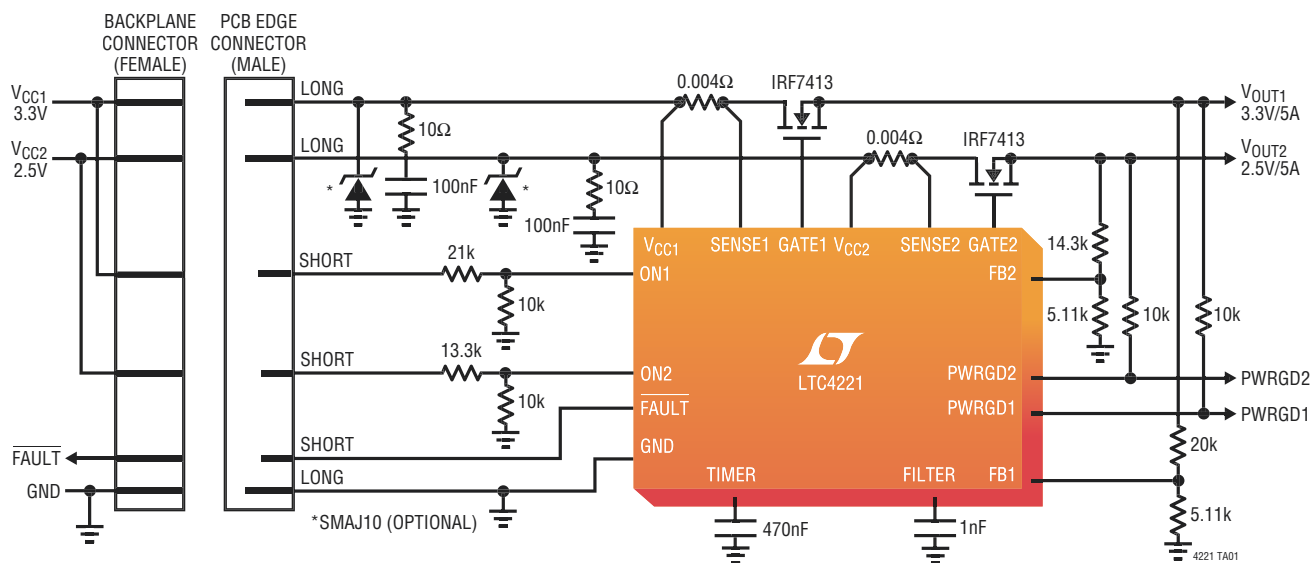 BACKPLANE
CONNECTOR
(FEMALE)
PCB EDGE
CONNECTOR
(MALE)
VCC1
3.3V
VCC2
2.5V
LONG
LONG
10Ω
100nF
*
*
10Ω
100nF
0.004Ω
IRF7413
0.004Ω
IRF7413
VOUT1
3.3V/5A
VOUT2
2.5V/5A
SHORT
21k
10k
SHORT
13.3k
10k
SHORT
LONG
FAULT
GND
*SMAJ10 (OPTIONAL)
VCC1
SENSE1
GATE1
VCC2
SENSE2
GATE2
ON1
FB2
ON2
LTC4221
PWRGD2
FAULT
PWRGD1
GND
TIMER
FILTER
FB1
14.3k
5.11k
10k
10k
PWRGD2
PWRGD1
20k
5.11k
470nF
1nF
4221 TA01